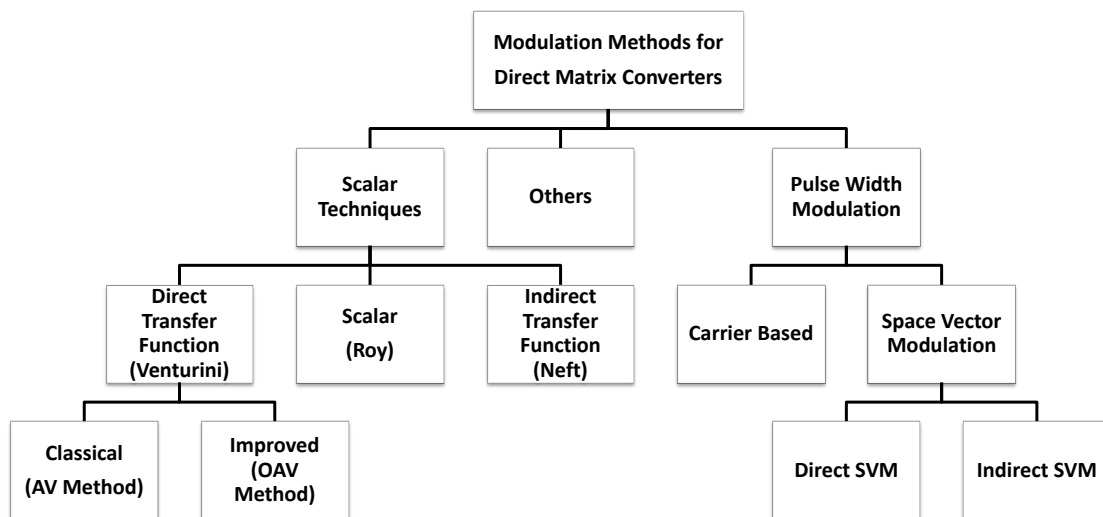 Modulation Methods for
Direct Matrix Converters
Scalar
Techniques
Others
Pulse Width
Modulation
Direct
Transfer
Function
(Venturini)
Scalar
(Roy)
Indirect
Transfer
Function
(Neft)
Carrier Based
Space Vector
Modulation
Classical
(AV Method)
Improved
(OAV
Method)
Direct SVM
Indirect SVM